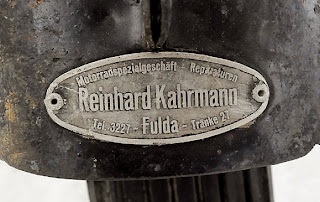 Motorradspezialgeschäft - Reparaturen
Reinhard Kahrmann
Tel. 3227 - Fulda - Tränke 27